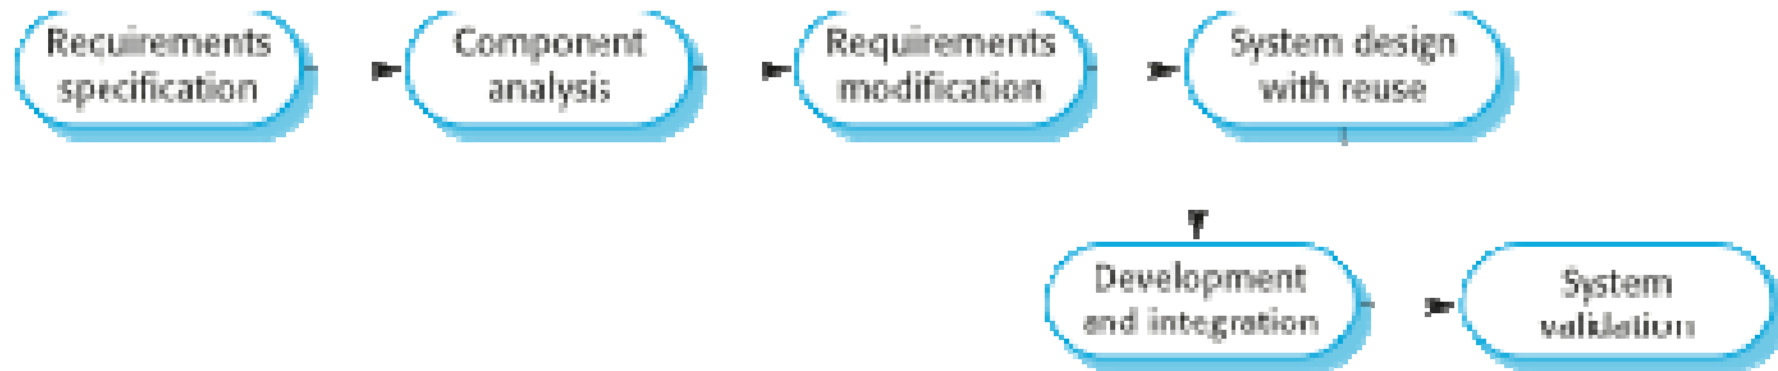 Requirements
specification
Component
analysis
Requirements
modification
System design
with reuse
Development
and integration
System
validation